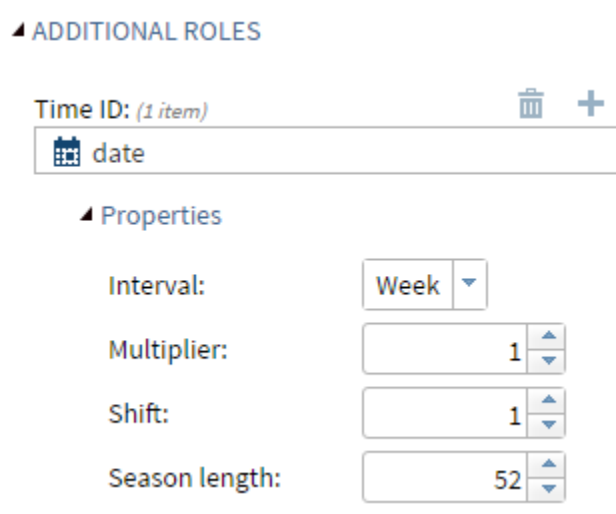 ADDITIONAL ROLES
Time ID: (1 item)
date
Properties
Interval: Week
Multiplier: 1
Shift: 1
Season length: 52